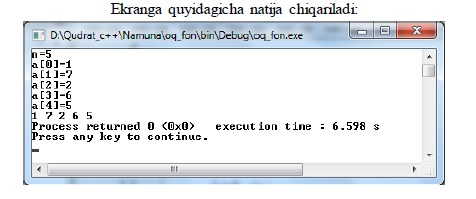 Ekranga quyidagicha natija chiqariladi:
D:\Qudrat_c++\Namuna\oq_fon\bin\Debug\oq_fon.exe
n=5
a[0]=1
a[1]=7
a[2]=2
a[3]=6
a[4]=5
1 7 2 6 5
Process returned 0 (0x0)   execution time : 6.598 s
Press any key to continue.